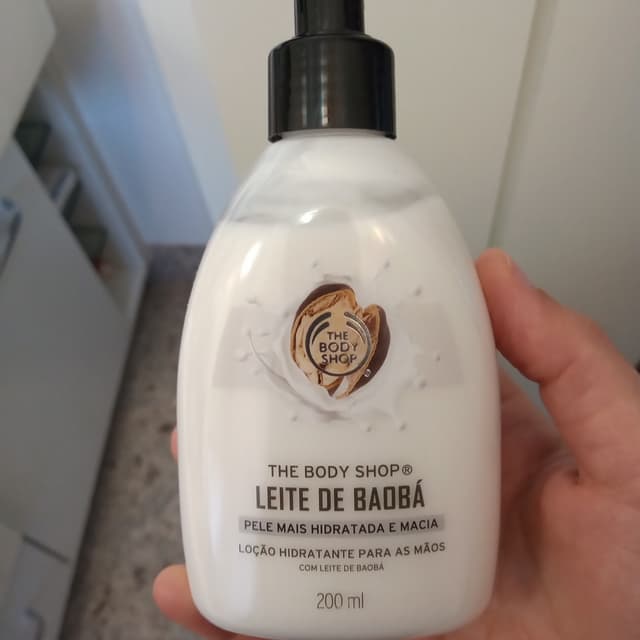 THE
BODY
SHOP
THE BODY SHOP®
LEITE DE BAOBÁ
PELE MAIS HIDRATADA E MACIA
LOÇÃO HIDRATANTE PARA AS MÃOS
COM LEITE DE BAOBÁ
200 ml